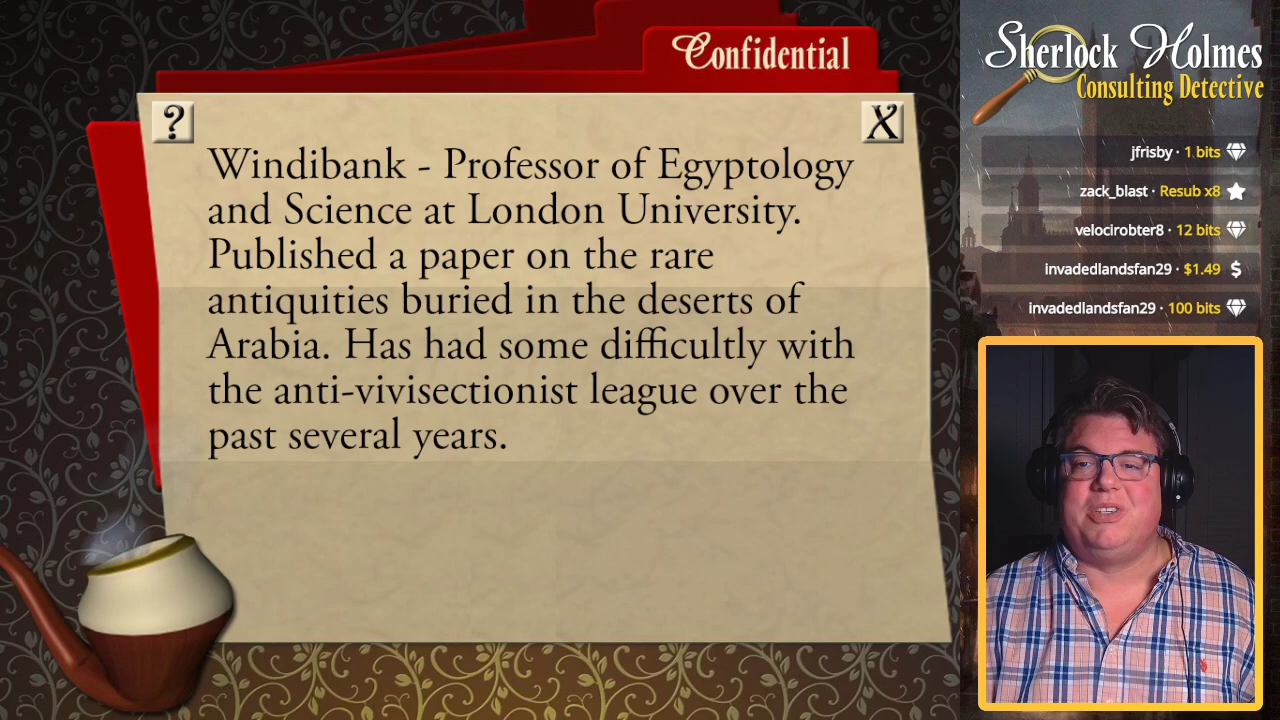 Confidential
?
X
Windibank - Professor of Egyptology
and Science at London University.
Published a paper on the rare
antiquities buried in the deserts of
Arabia. Has had some difficultly with
the anti-vivisectionist league over the
past several years.
Sherlock Holmes
Consulting Detective
jfrisby · 1 bits
zack_blast · Resub x8
velocirobter8 · 12 bits
invadedlandsfan29 · $1.49 $
invadedlandsfan29 · 100 bits